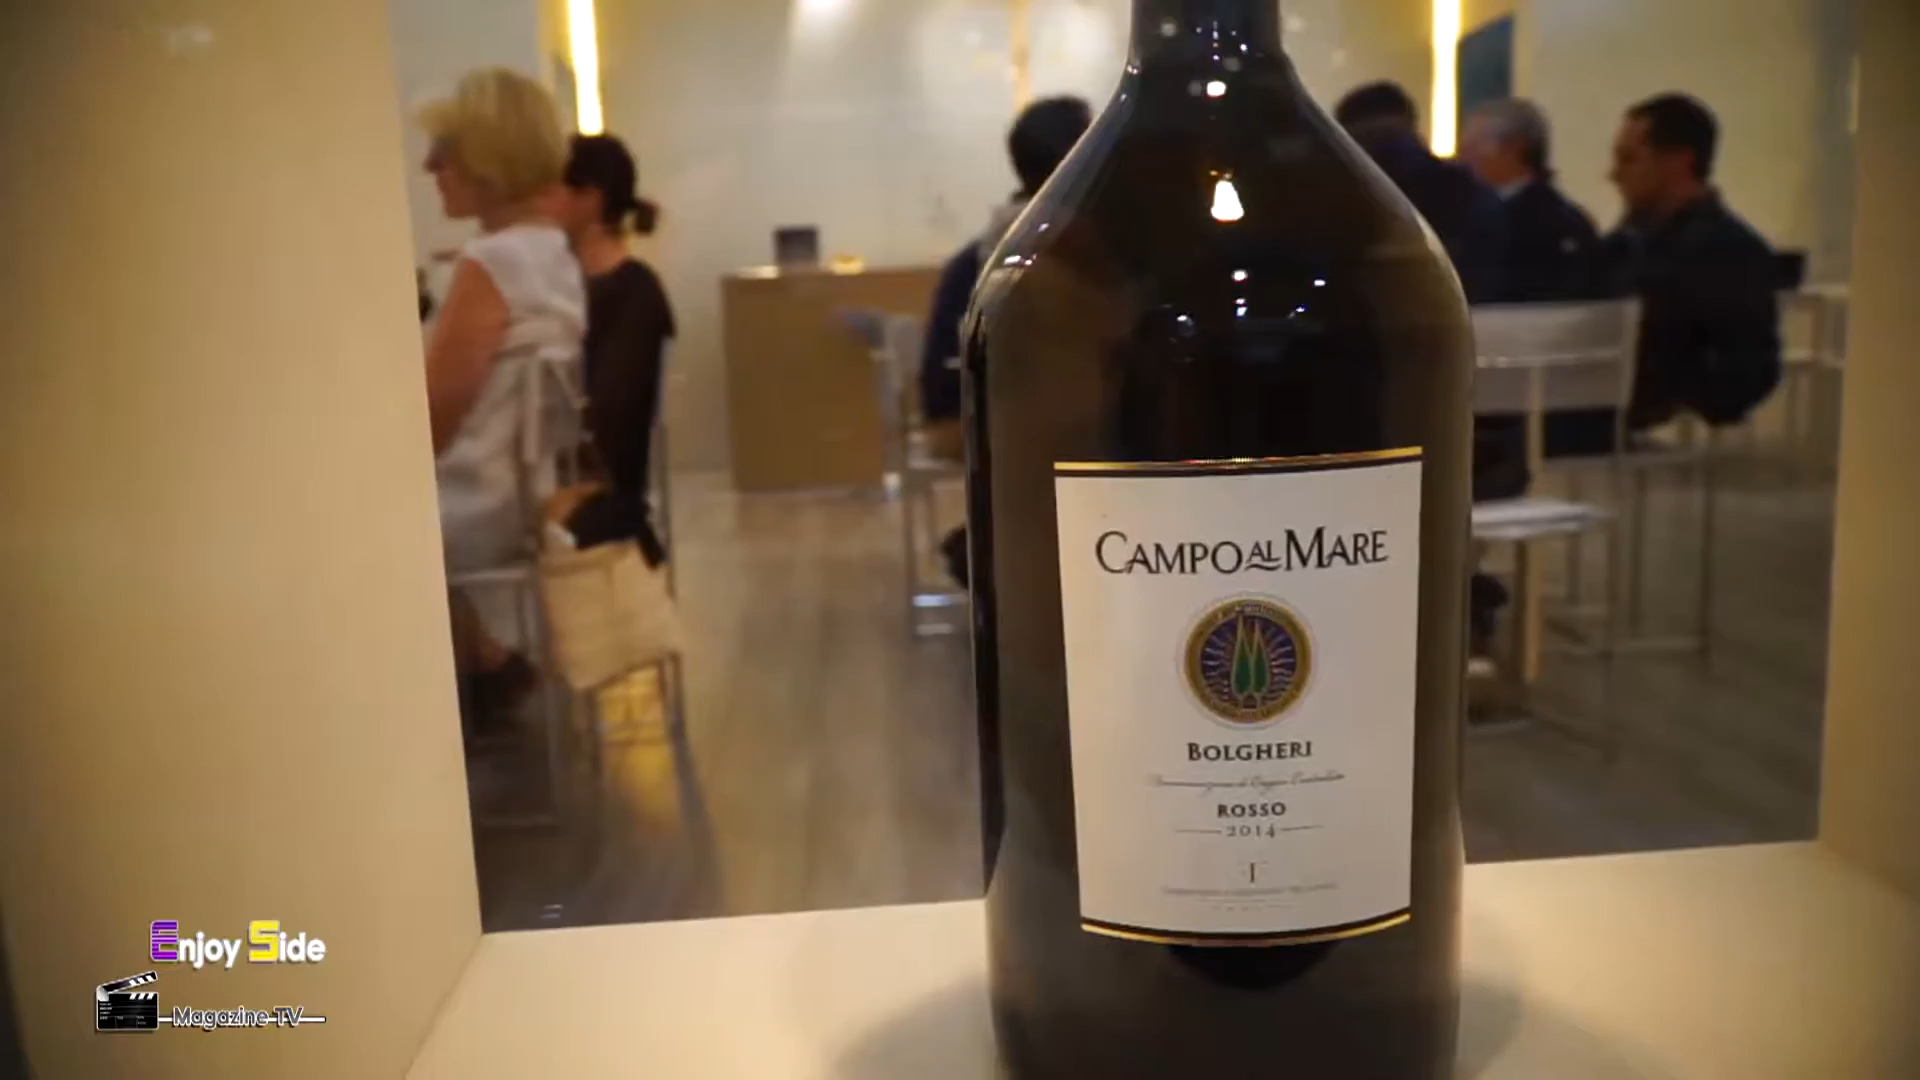 CAMPO AL MARE
BOLGHERI
ROSSO
2014
Enjoy Side
Magazine TV